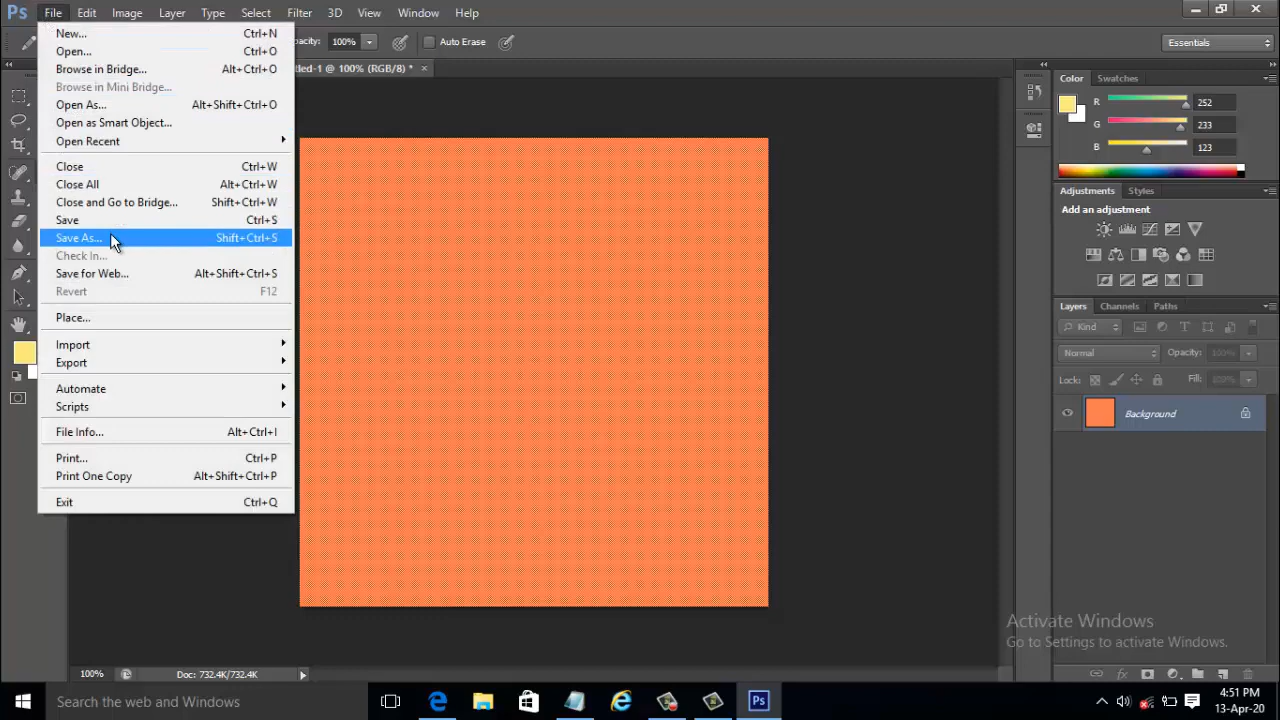 Ps File Edit Image Layer Type Select Filter 3D View Window Help
pacity: 100% Auto Erase Essentials
tled-1 @ 100% (RGB/8) * ×
New... Ctrl+N
Open... Ctrl+O
Browse in Bridge... Alt+Ctrl+O
Browse in Mini Bridge...
Open As... Alt+Shift+Ctrl+O
Open as Smart Object...
Open Recent
Close Ctrl+W
Close All Alt+Ctrl+W
Close and Go to Bridge... Shift+Ctrl+W
Save Ctrl+S
Save As... Shift+Ctrl+S
Check In...
Save for Web... Alt+Shift+Ctrl+S
Revert F12
Place...
Import
Export
Automate
Scripts
File Info... Alt+Ctrl+I
Print... Ctrl+P
Print One Copy Alt+Shift+Ctrl+P
Exit Ctrl+Q
Color Swatches
R 252
G 233
B 123
Adjustments Styles
Add an adjustment
Layers Channels Paths
Kind
Normal Opacity: 100%
Lock: Fill: 100%
Background
Activate Windows
Go to Settings to activate Windows.
100% Doc: 732.4K/732.4K
Search the web and Windows
Ps
4:51 PM
13-Apr-20